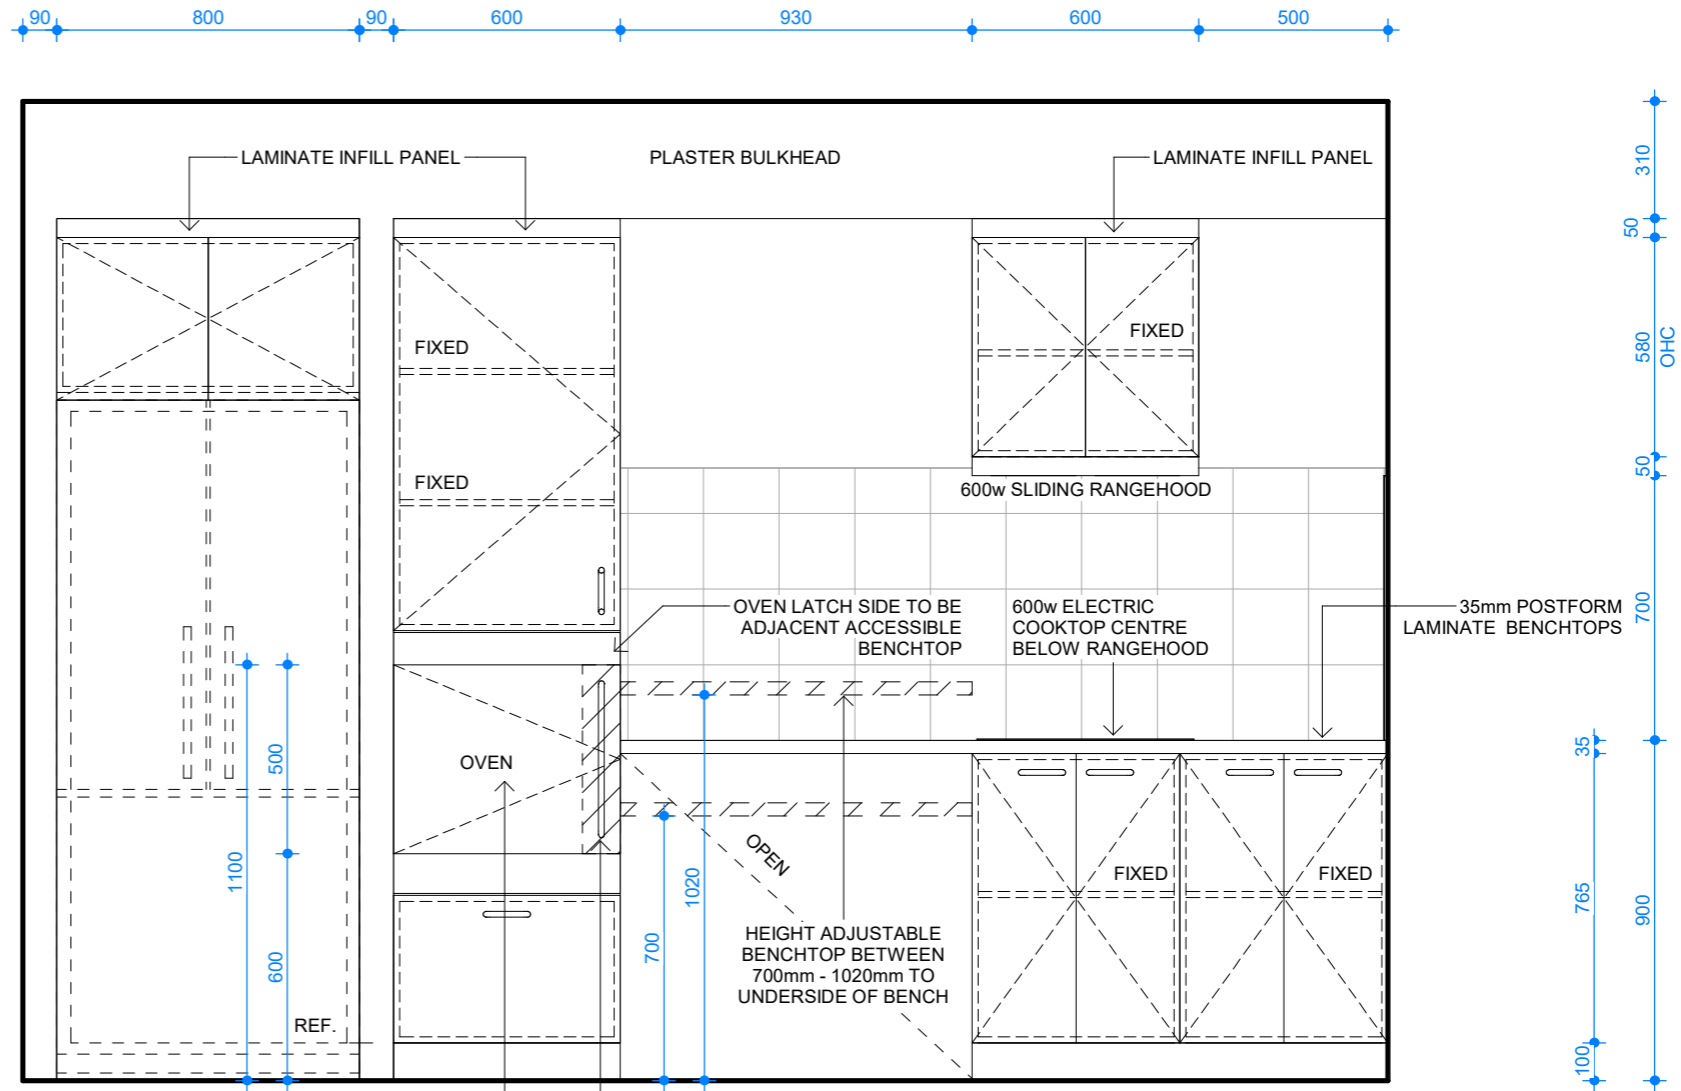 90
800
90
600
930
600
500
LAMINATE INFILL PANEL
PLASTER BULKHEAD
LAMINATE INFILL PANEL
310
50
580
OHC
50
700
900
FIXED
FIXED
FIXED
600w SLIDING RANGEHOOD
OVEN LATCH SIDE TO BE
ADJACENT ACCESSIBLE
BENCHTOP
600w ELECTRIC
COOKTOP CENTRE
BELOW RANGEHOOD
35mm POSTFORM
LAMINATE BENCHTOPS
35
765
100
OVEN
500
1100
600
REF.
OPEN
1020
700
HEIGHT ADJUSTABLE
BENCHTOP BETWEEN
700mm - 1020mm TO
UNDERSIDE OF BENCH
FIXED
FIXED